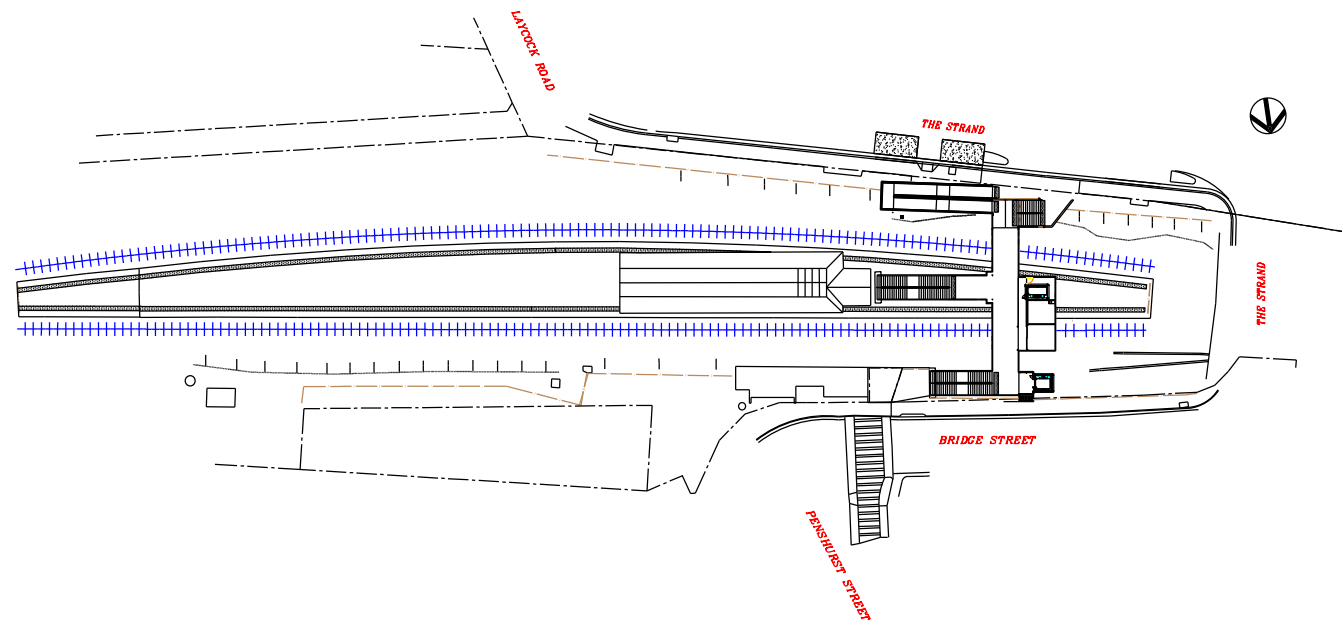 LAYCOCK ROAD
THE STRAND
THE STRAND
BRIDGE STREET
PENSHURST STREET